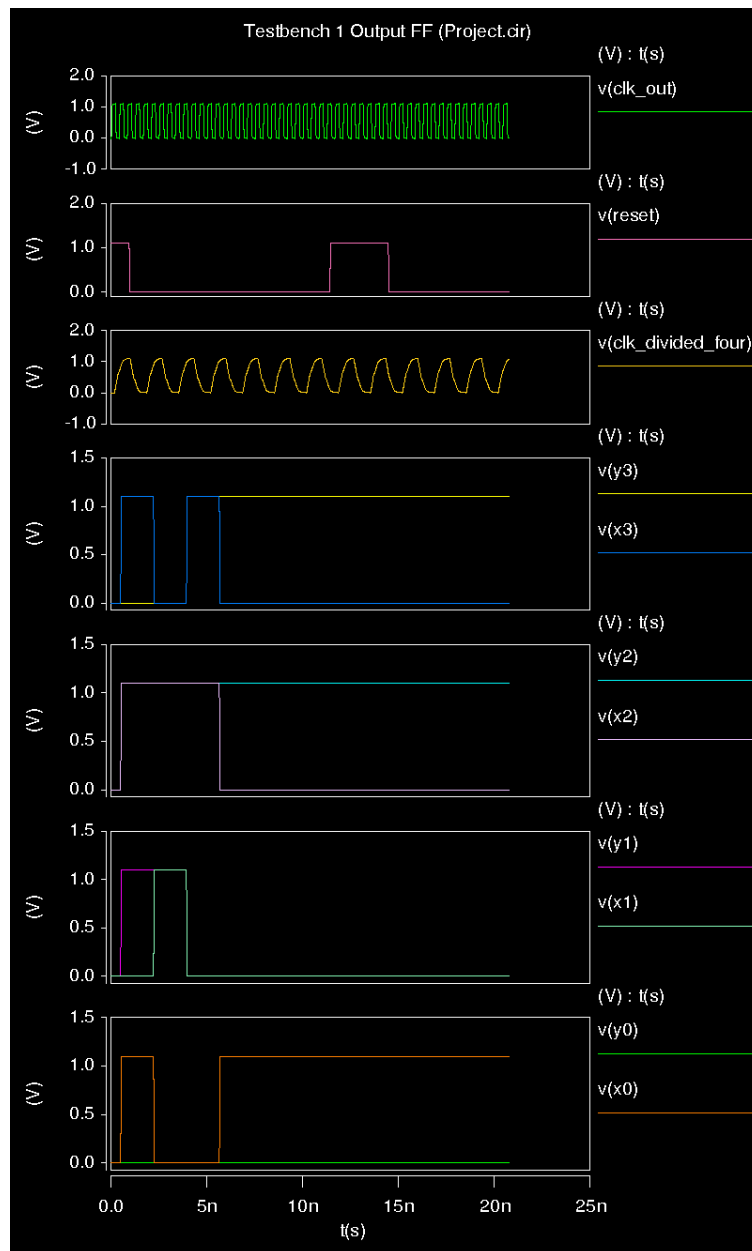 Testbench 1 Output FF (Project.cir)
(V) : t(s)
v(clk_out)
2.0
1.0
0.0
-1.0
(V)
(V) : t(s)
v(reset)
2.0
1.0
0.0
(V)
(V) : t(s)
v(clk_divided_four)
2.0
1.0
0.0
-1.0
(V)
(V) : t(s)
v(y3)
v(x3)
1.5
1.0
0.5
0.0
(V)
(V) : t(s)
v(y2)
v(x2)
1.5
1.0
0.5
0.0
(V)
(V) : t(s)
v(y1)
v(x1)
1.5
1.0
0.5
0.0
(V)
(V) : t(s)
v(y0)
v(x0)
1.5
1.0
0.5
0.0
(V)
0.0 5n 10n 15n 20n 25n
t(s)